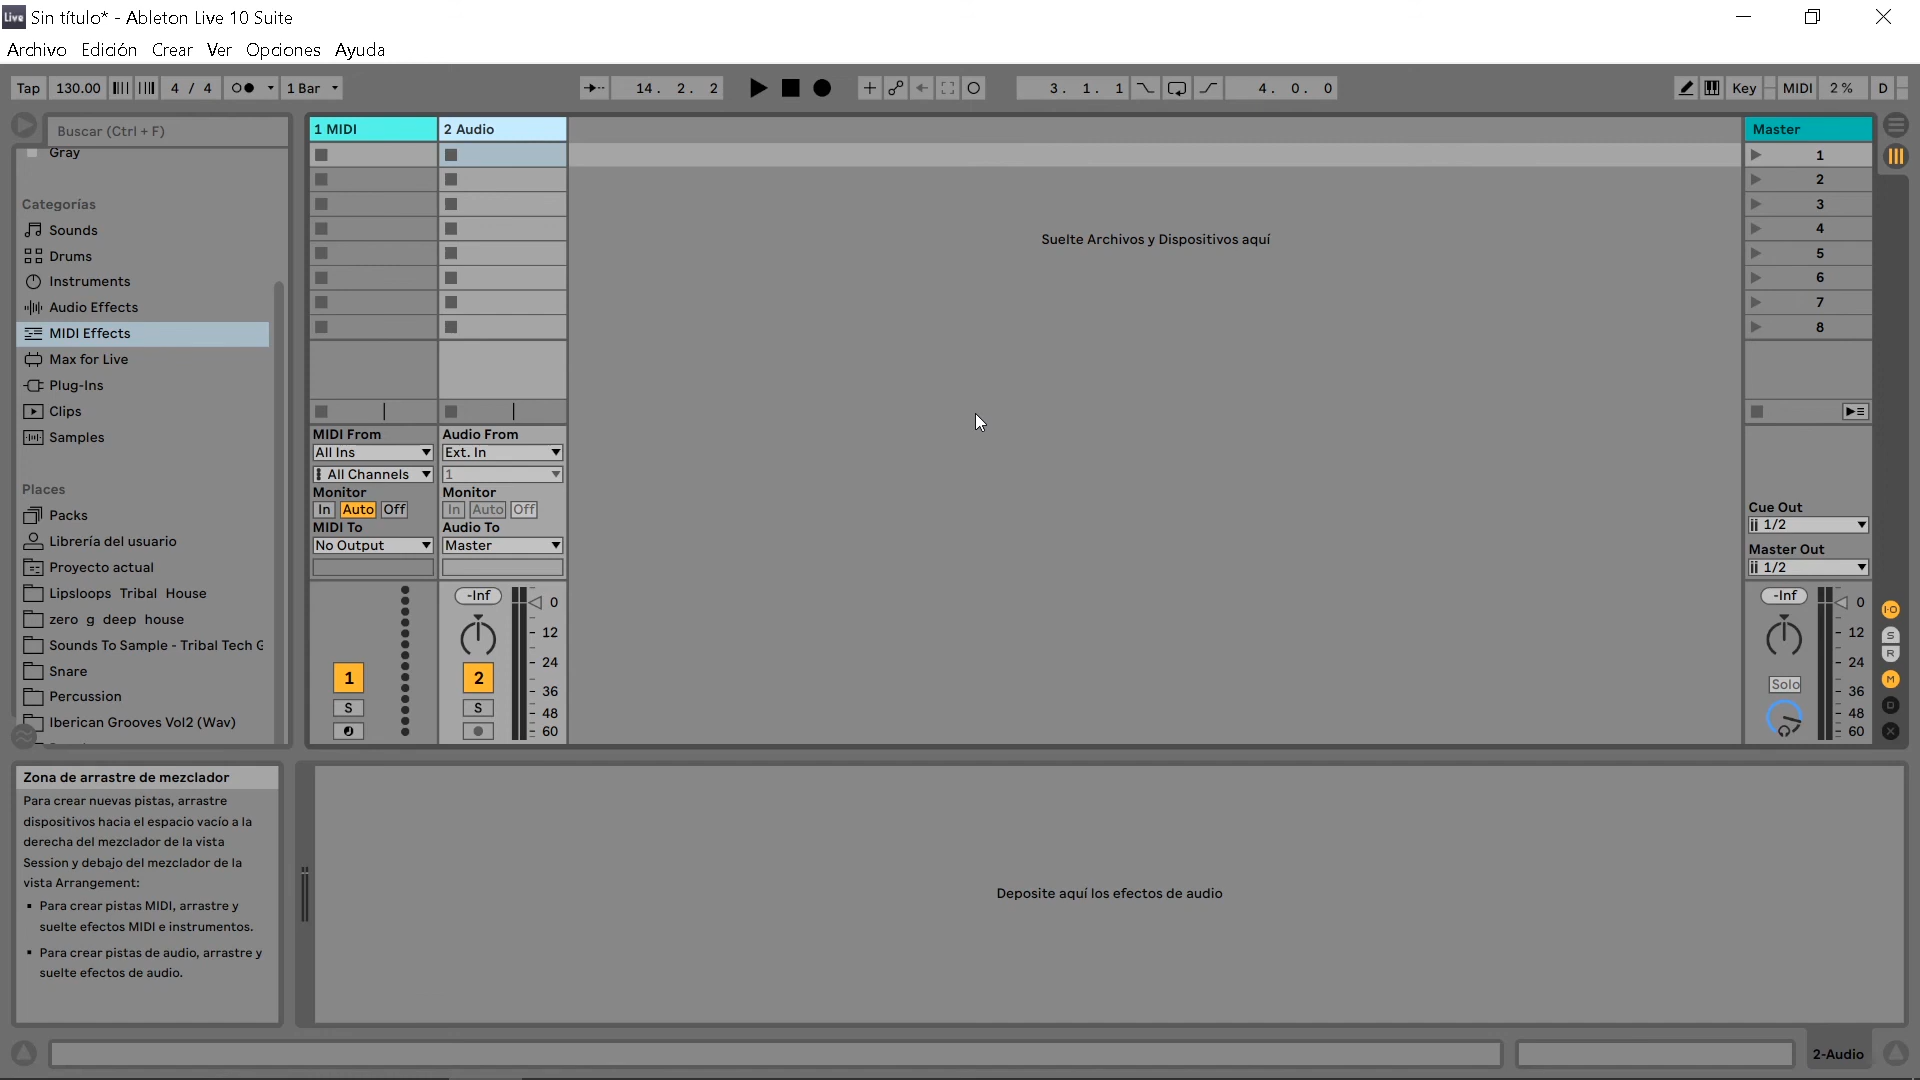 Live Sin título* - Ableton Live 10 Suite
Archivo Edición Crear Ver Opciones Ayuda
Tap 130.00 4 / 4 1 Bar 14. 2. 2 3. 1. 1 4. 0. 0 Key MIDI 2 % D
Buscar (Ctrl + F)
Gray
Categorías
Sounds
Drums
Instruments
Audio Effects
MIDI Effects
Max for Live
Plug-Ins
Clips
Samples
Places
Packs
Librería del usuario
Proyecto actual
Lipsloops Tribal House
zero g deep house
Sounds To Sample - Tribal Tech
Snare
Percussion
Iberican Grooves Vol2 (Wav)
1 MIDI
MIDI From
All Ins
All Channels
Monitor
In Auto Off
MIDI To
No Output
1
S
2 Audio
Audio From
Ext. In
1
Monitor
In Auto Off
Audio To
Master
-Inf
0
12
24
2
36
S
48
60
Suelte Archivos y Dispositivos aquí
Master
1
2
3
4
5
6
7
8
Cue Out
1/2
Master Out
1/2
-Inf
0
12
24
Solo
36
48
60
I·O
S
R
M
D
X
Zona de arrastre de mezclador
Para crear nuevas pistas, arrastre
dispositivos hacia el espacio vacío a la
derecha del mezclador de la vista
Session y debajo del mezclador de la
vista Arrangement:
▪ Para crear pistas MIDI, arrastre y
suelte efectos MIDI e instrumentos.
▪ Para crear pistas de audio, arrastre y
suelte efectos de audio.
Deposite aquí los efectos de audio
2-Audio